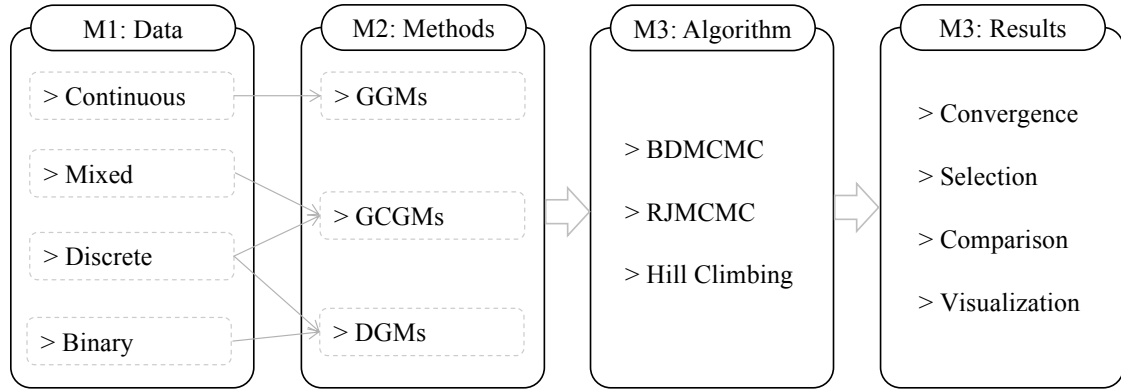 M1: Data
> Continuous
> Mixed
> Discrete
> Binary
M2: Methods
> GGMs
> GCGMs
> DGMs
M3: Algorithm
> BDMCMC
> RJMCMC
> Hill Climbing
M3: Results
> Convergence
> Selection
> Comparison
> Visualization